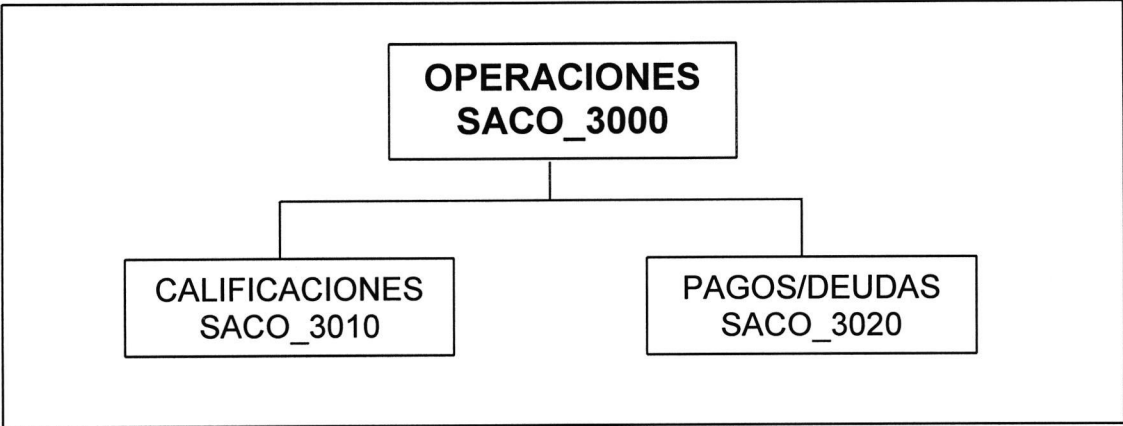 OPERACIONES
SACO_3000
CALIFICACIONES
SACO_3010
PAGOS/DEUDAS
SACO_3020